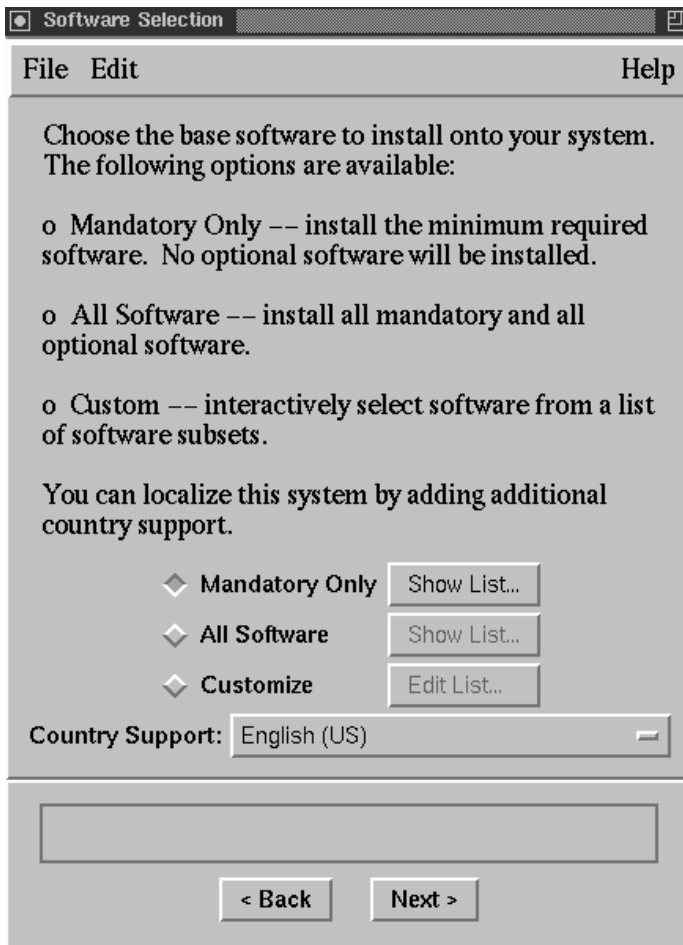 Software Selection
File Edit Help
Choose the base software to install onto your system.
The following options are available:
o Mandatory Only -- install the minimum required
software. No optional software will be installed.
o All Software -- install all mandatory and all
optional software.
o Custom -- interactively select software from a list
of software subsets.
You can localize this system by adding additional
country support.
Mandatory Only Show List...
All Software Show List...
Customize Edit List...
Country Support: English (US)
< Back Next >